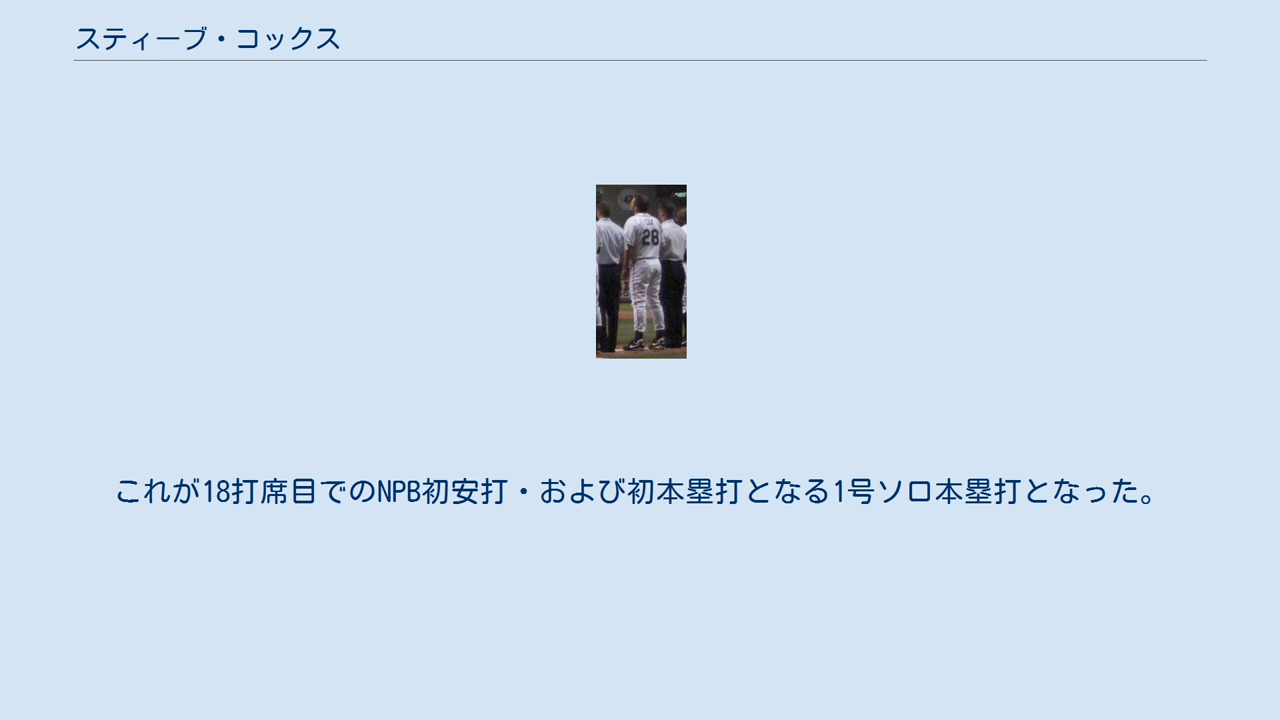 スティーブ・コックス
28
これが18打席目でのNPB初安打・および初本塁打となる1号ソロ本塁打となった。